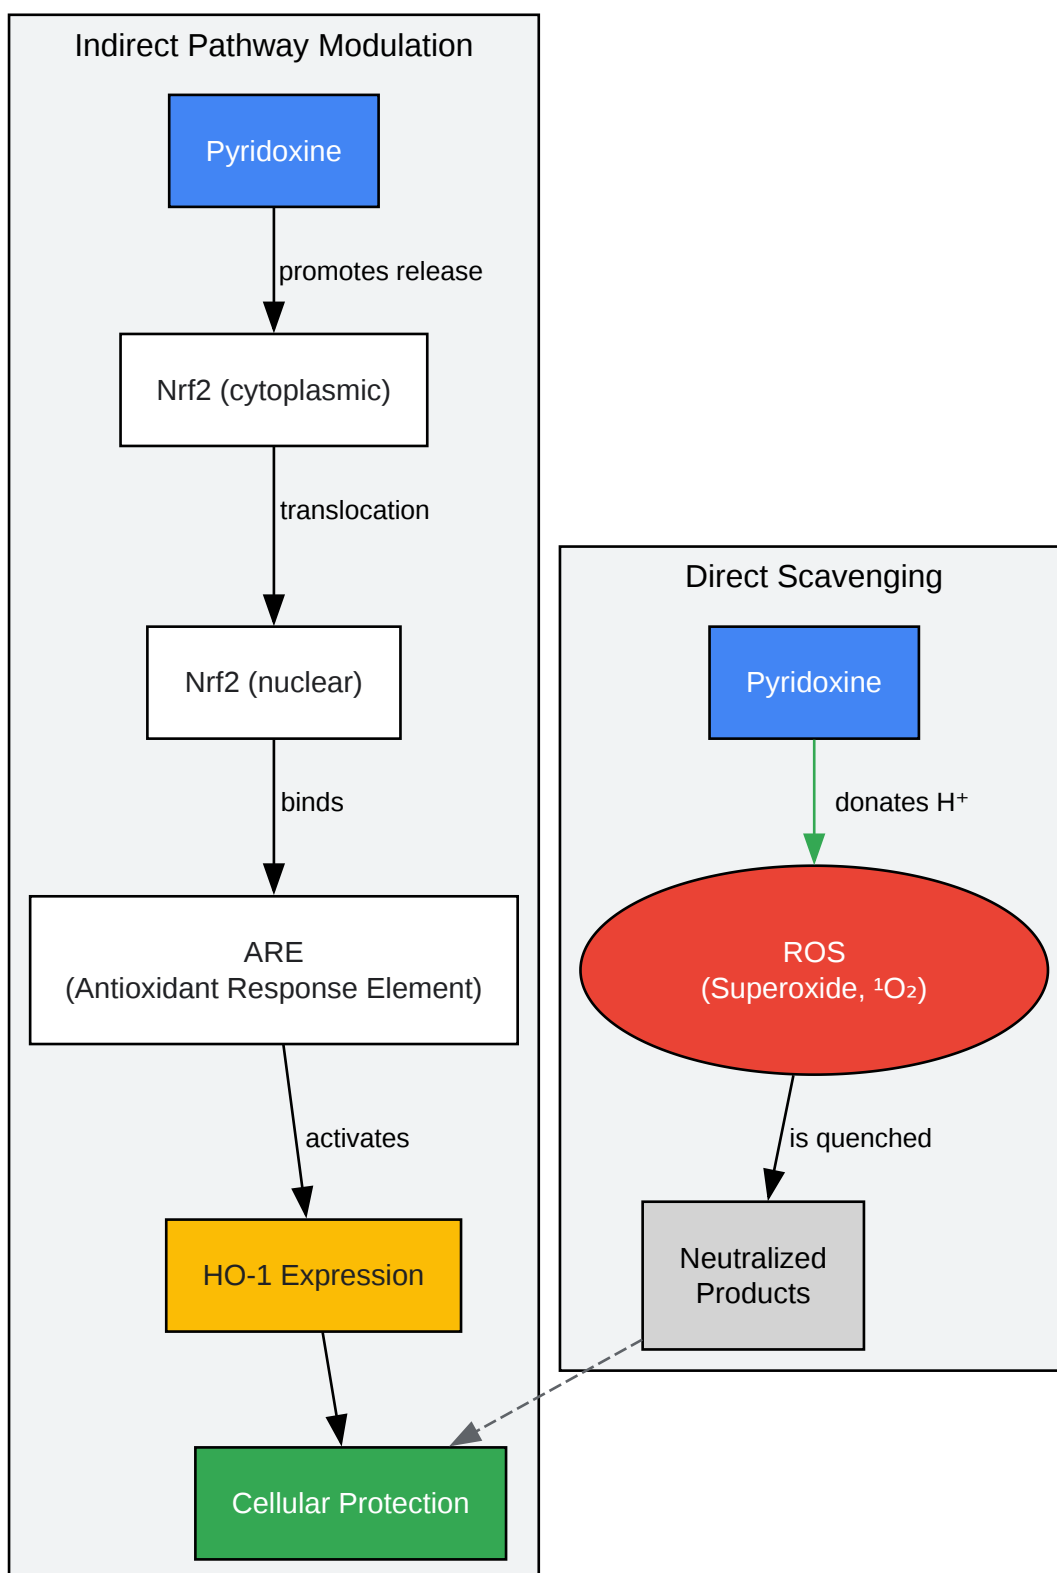 Indirect Pathway Modulation
Pyridoxine
promotes release
Nrf2 (cytoplasmic)
translocation
Nrf2 (nuclear)
binds
ARE
(Antioxidant Response Element)
activates
HO-1 Expression
Cellular Protection
Direct Scavenging
Pyridoxine
donates H⁺
ROS
(Superoxide, ¹O₂)
is quenched
Neutralized
Products